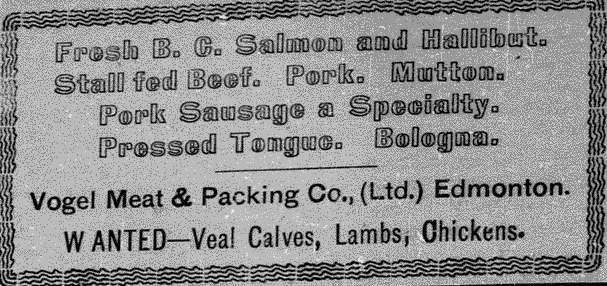 Fresh B. C. Salmon and Hallibut.
Stall fed Beef. Pork. Mutton.
Pork Sausage a Specialty.
Pressed Tongue. Bologna.
Vogel Meat & Packing Co., (Ltd.) Edmonton.
WANTED—Veal Calves, Lambs, Chickens.